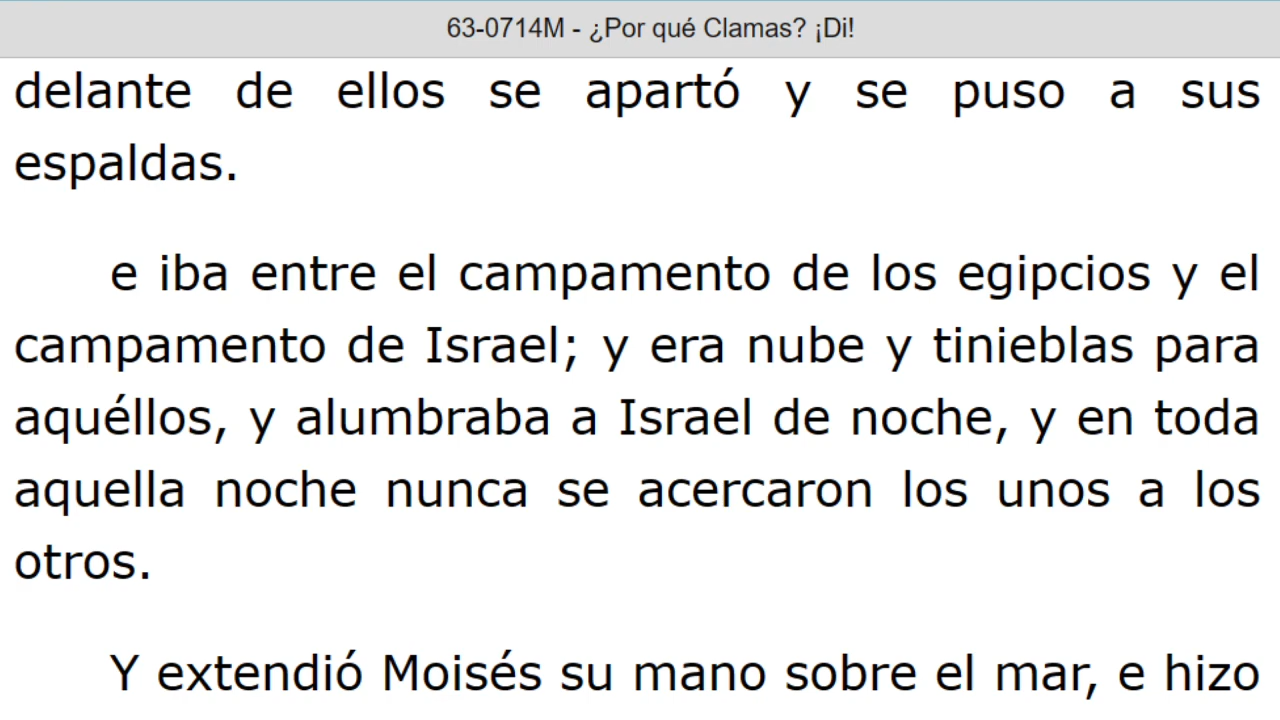 63-0714M - ¿Por qué Clamas? ¡Di!
delante de ellos se apartó y se puso a sus
espaldas.
e iba entre el campamento de los egipcios y el
campamento de Israel; y era nube y tinieblas para
aquéllos, y alumbraba a Israel de noche, y en toda
aquella noche nunca se acercaron los unos a los
otros.
Y extendió Moisés su mano sobre el mar, e hizo